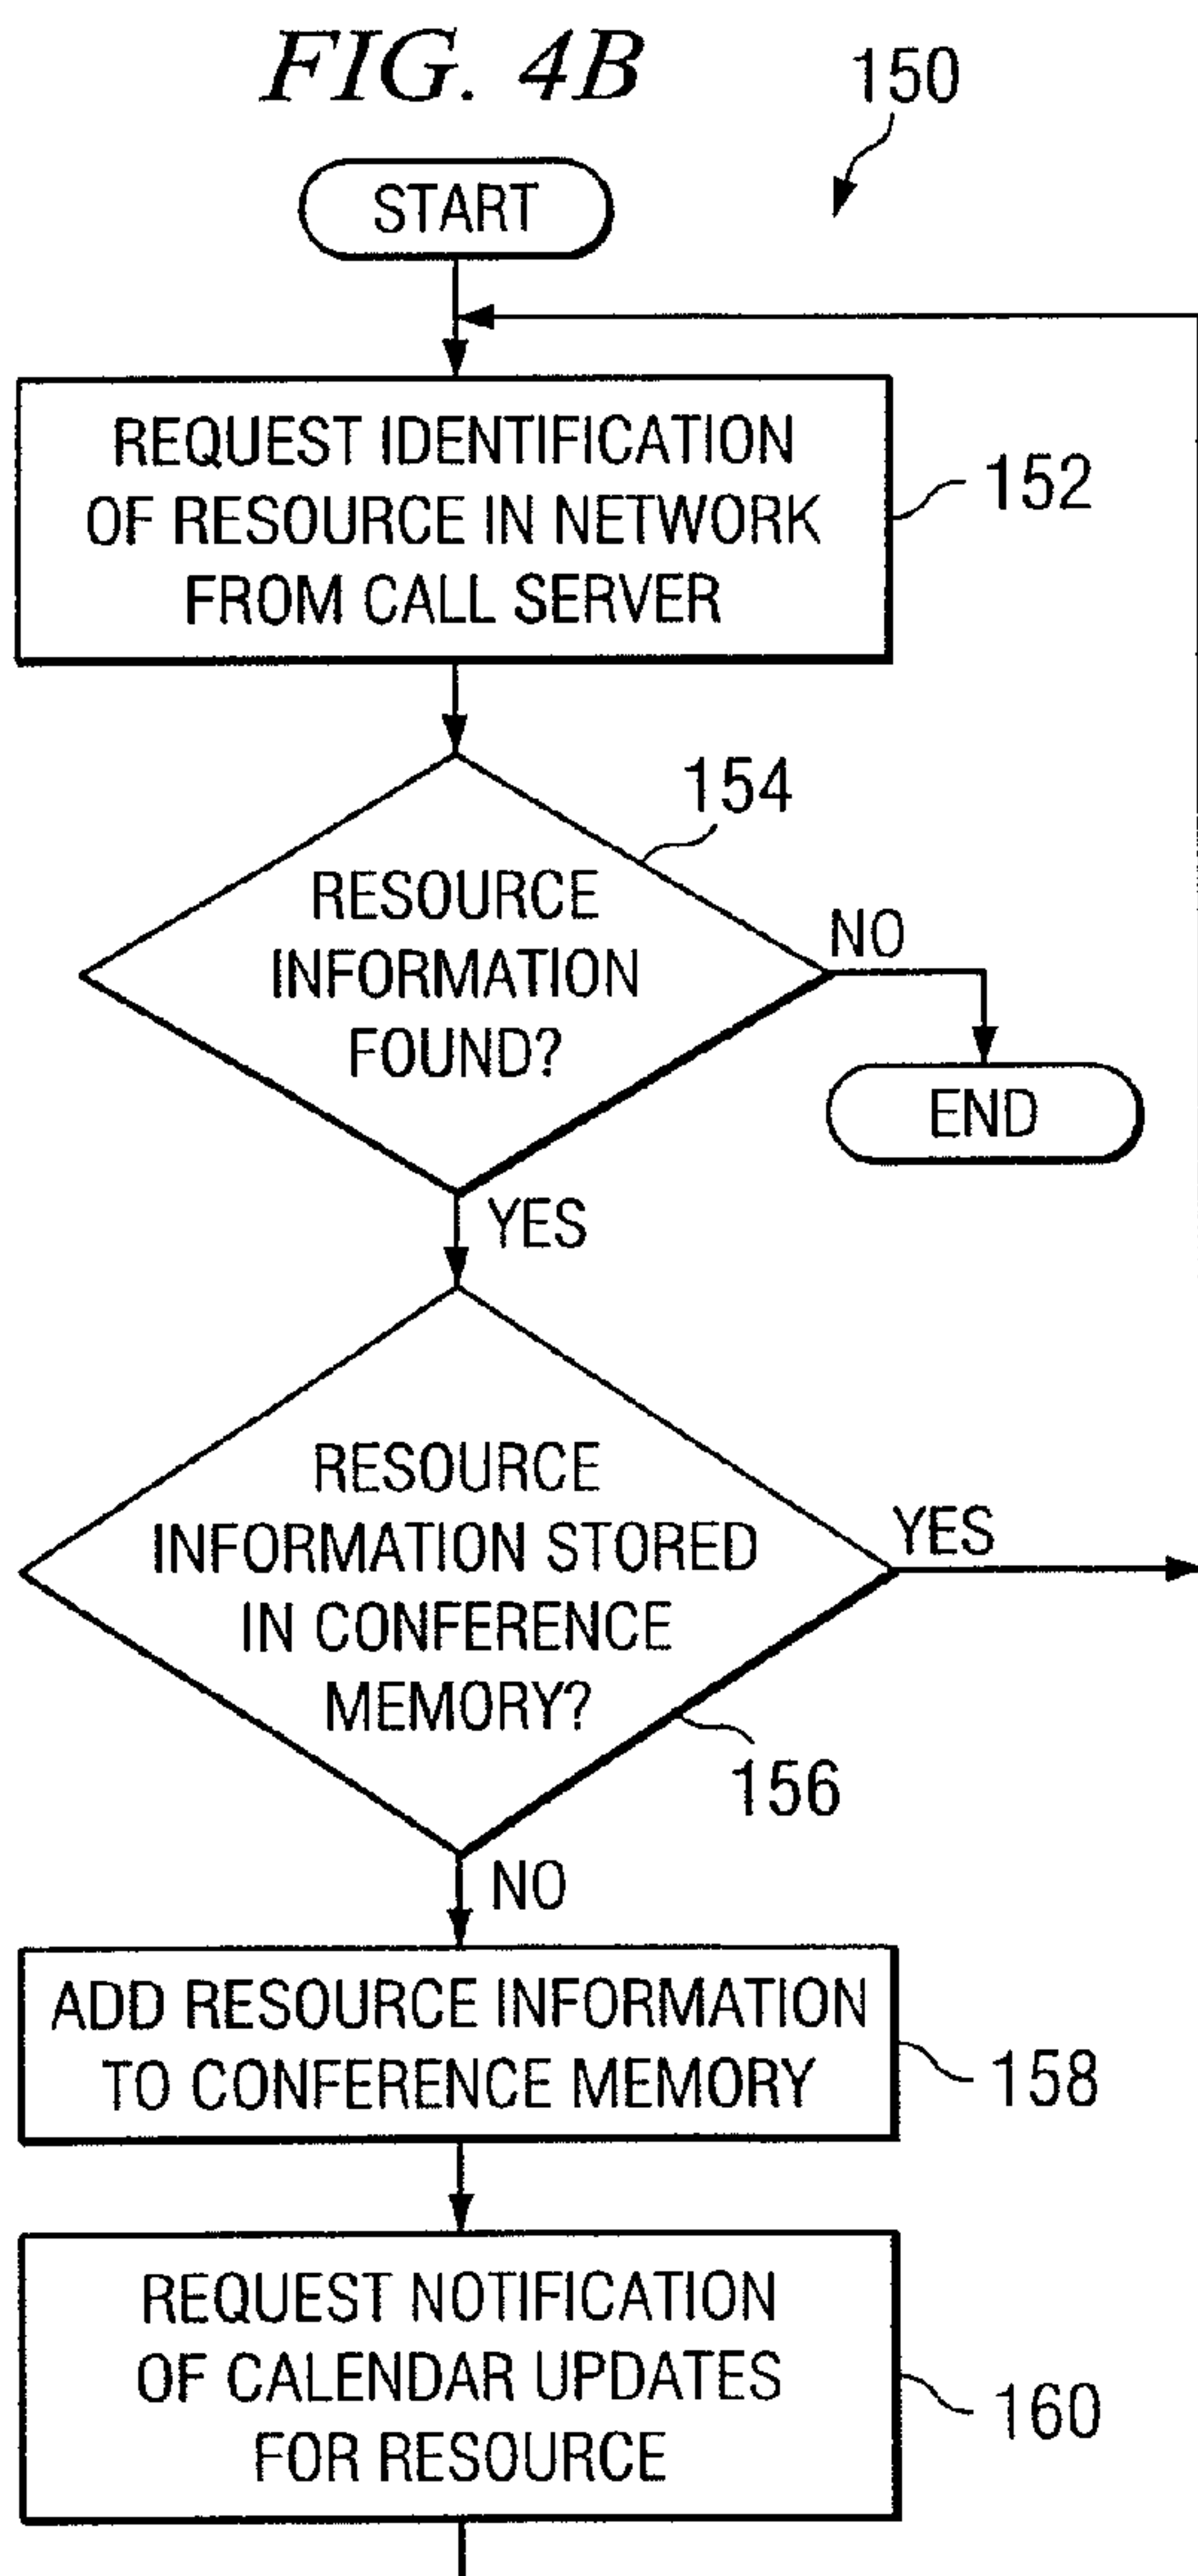 FIG. 4B
150
START
REQUEST IDENTIFICATION
OF RESOURCE IN NETWORK
FROM CALL SERVER
152
154
RESOURCE
INFORMATION
FOUND?
NO
END
YES
RESOURCE
INFORMATION STORED
IN CONFERENCE
MEMORY?
YES
156
NO
ADD RESOURCE INFORMATION
TO CONFERENCE MEMORY
158
REQUEST NOTIFICATION
OF CALENDAR UPDATES
FOR RESOURCE
160